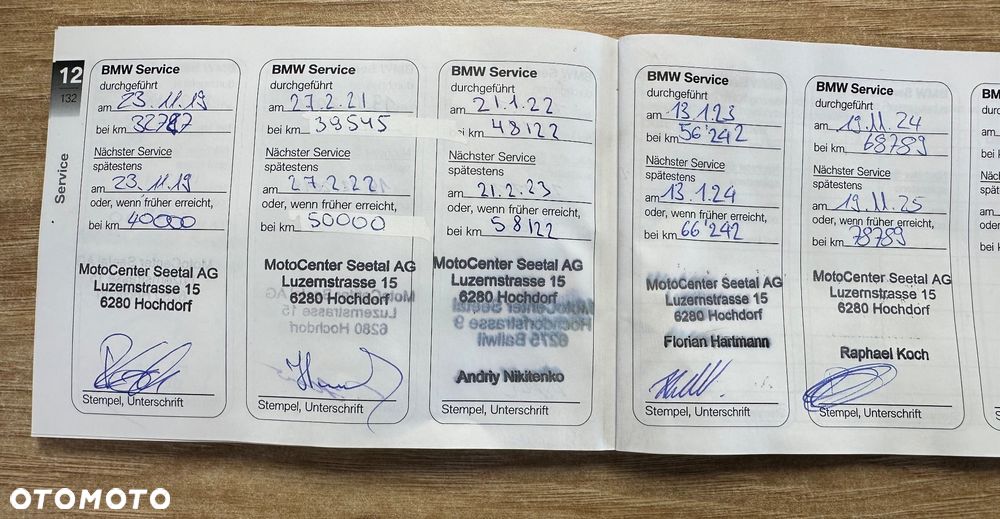 12
132
Service
BMW Service
durchgeführt
am 23.11.19
bei km 32787
Nächster Service
spätestens
am 23.11.19
oder, wenn früher erreicht,
bei km 40000
MotoCenter Seetal AG
Luzernstrasse 15
6280 Hochdorf
Stempel, Unterschrift
BMW Service
durchgeführt
am 27.2.21
bei km 39545
Nächster Service
spätestens
am 27.2.22
oder, wenn früher erreicht,
bei km 50000
MotoCenter Seetal AG
Luzernstrasse 15
6280 Hochdorf
Stempel, Unterschrift
BMW Service
durchgeführt
am 21.1.22
bei km 48122
Nächster Service
spätestens
am 21.2.23
oder, wenn früher erreicht,
bei km 58122
MotoCenter Seetal AG
Luzernstrasse 15
6280 Hochdorf
Andriy Nikitenko
Stempel, Unterschrift
BMW Service
durchgeführt
am 13.1.23
bei km 56'242
Nächster Service
spätestens
am 13.1.24
oder, wenn früher erreicht,
bei km 66'242
MotoCenter Seetal AG
Luzernstrasse 15
6280 Hochdorf
Florian Hartmann
Stempel, Unterschrift
BMW Service
durchgeführt
am 19.11.24
bei km 68789
Nächster Service
spätestens
am 19.11.25
oder, wenn früher erreicht,
bei km 78789
MotoCenter Seetal AG
Luzernstrasse 15
6280 Hochdorf
Raphael Koch
Stempel, Unterschrift
OTOMOTO